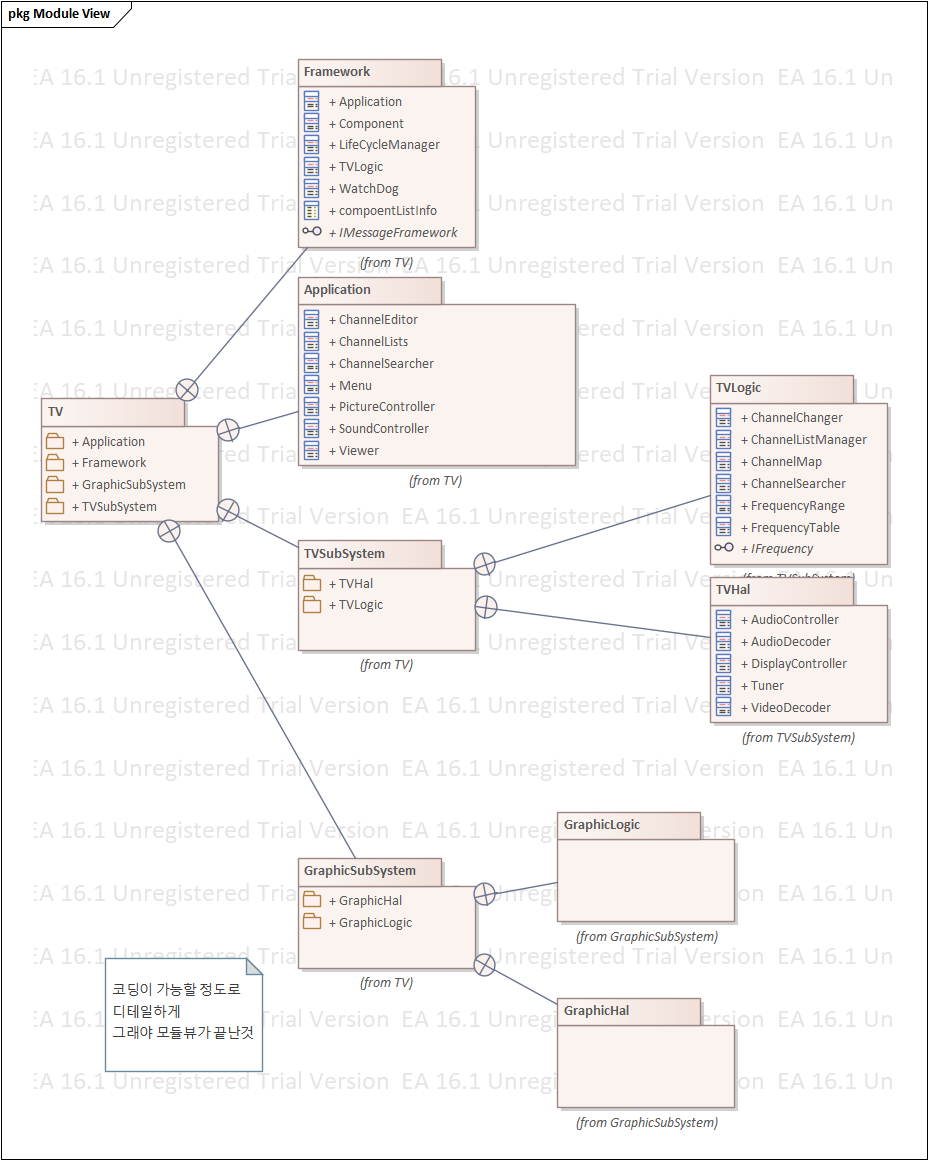 pkg Module View
EA 16.1 Unregistered Trial Version EA 16.1 Unregistered Trial Version EA 16.1 Un
Framework
+ Application
+ Component
+ LifeCycleManager
+ TVLogic
+ WatchDog
+ compoentListInfo
+ IMessageFramework
(from TV)
Application
+ ChannelEditor
+ ChannelLists
+ ChannelSearcher
+ Menu
+ PictureController
+ SoundController
+ Viewer
(from TV)
TV
+ Application
+ Framework
+ GraphicSubSystem
+ TVSubSystem
TVLogic
+ ChannelChanger
+ ChannelListManager
+ ChannelMap
+ ChannelSearcher
+ FrequencyRange
+ FrequencyTable
+ IFrequency
(from TVSubSystem)
TVSubSystem
+ TVHal
+ TVLogic
(from TV)
TVHal
+ AudioController
+ AudioDecoder
+ DisplayController
+ Tuner
+ VideoDecoder
(from TVSubSystem)
GraphicLogic
(from GraphicSubSystem)
GraphicSubSystem
+ GraphicHal
+ GraphicLogic
(from TV)
GraphicHal
(from GraphicSubSystem)
코딩이 가능할 정도로
디테일하게
그래야 모듈뷰가 끝난것